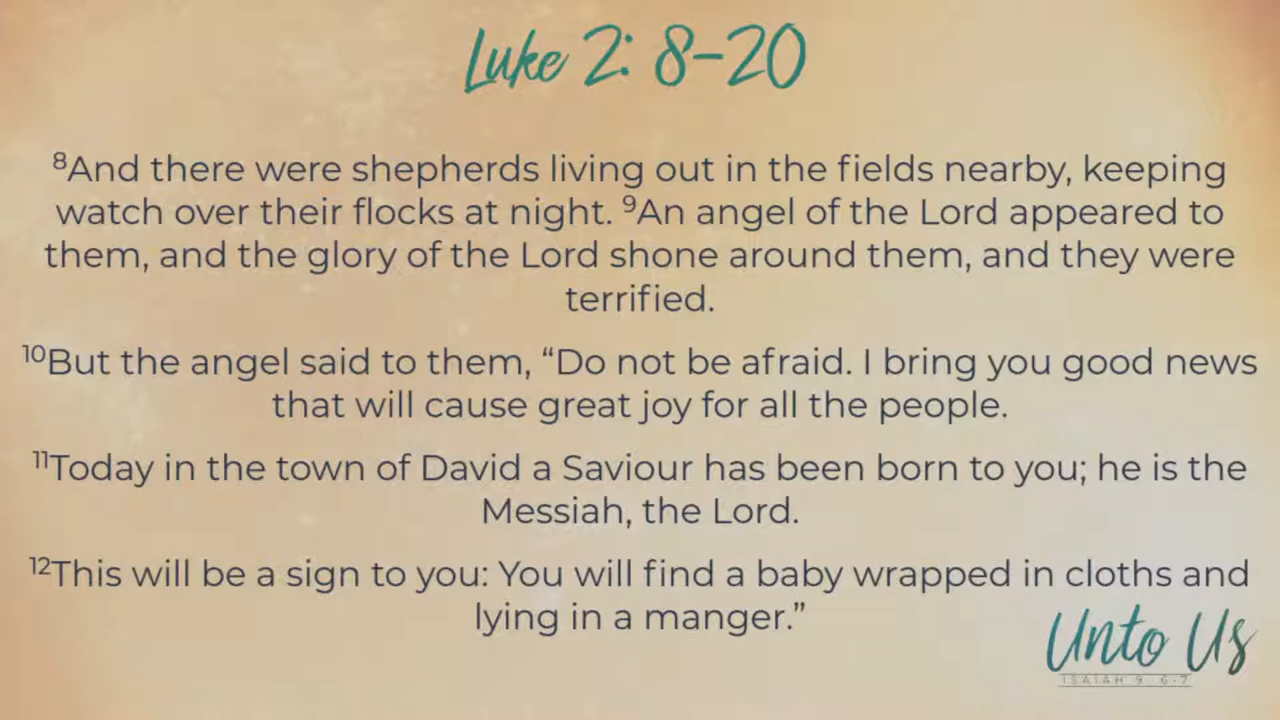 Luke 2: 8-20
⁸And there were shepherds living out in the fields nearby, keeping
watch over their flocks at night. ⁹An angel of the Lord appeared to
them, and the glory of the Lord shone around them, and they were
terrified.
¹⁰But the angel said to them, “Do not be afraid. I bring you good news
that will cause great joy for all the people.
¹¹Today in the town of David a Saviour has been born to you; he is the
Messiah, the Lord.
¹²This will be a sign to you: You will find a baby wrapped in cloths and
lying in a manger.”
Unto Us
ISAIAH 9:6-7